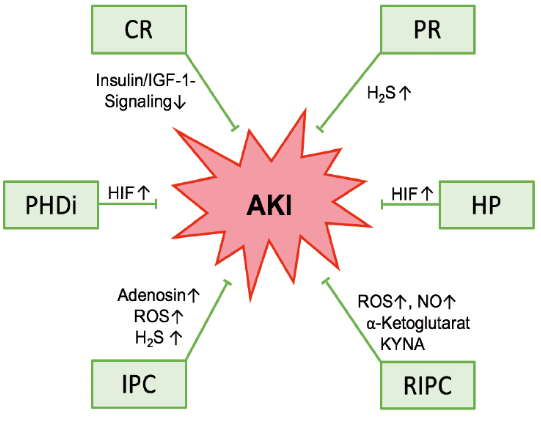 CR
PR
Insulin/IGF-1-
Signaling↓
H₂S↑
PHDi
HIF↑
AKI
HIF↑
HP
Adenosin↑
ROS↑
H₂S ↑
ROS↑, NO↑
α-Ketoglutarat
KYNA
IPC
RIPC